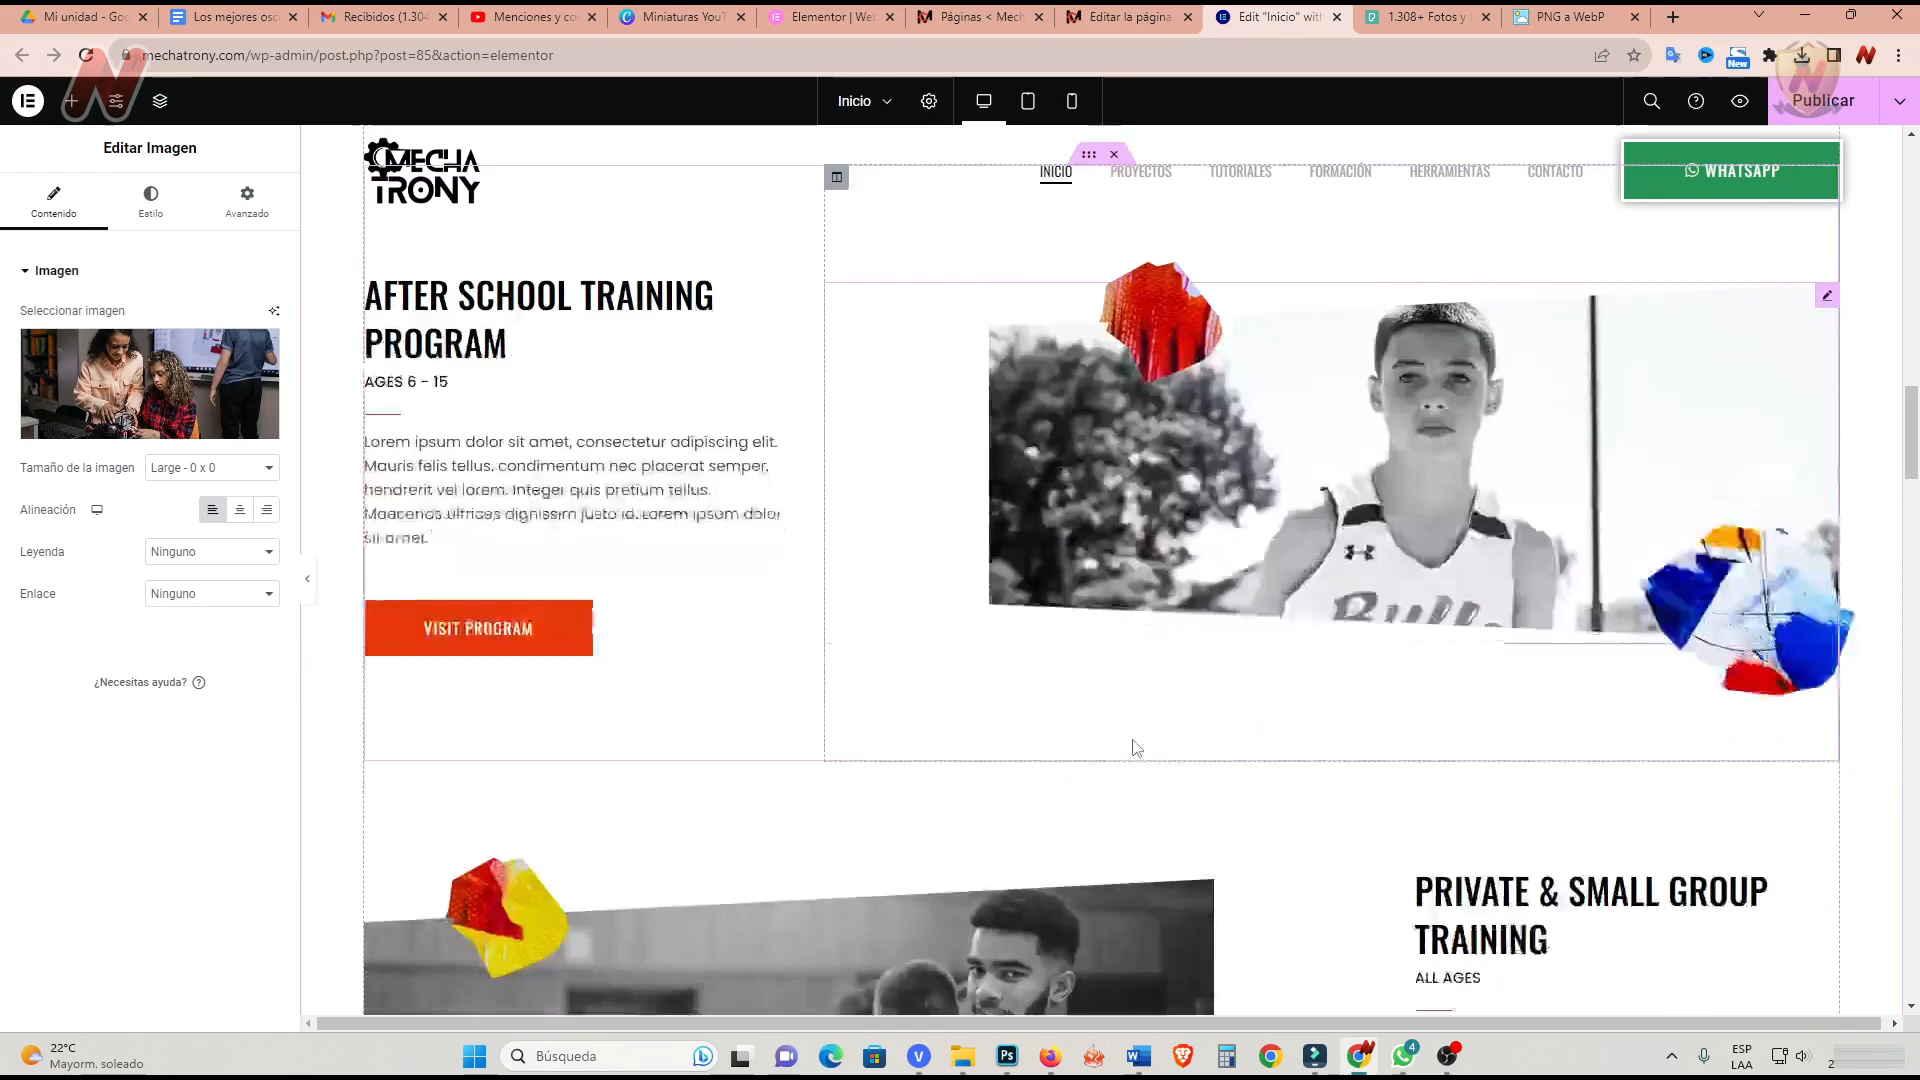 Mi unidad - Goo
Los mejores osc
Recibidos (1.304
Menciones y co
Miniaturas YouT
Elementor | Web
Páginas < Mech
Editar la página
Edit "Inicio" with
1.308+ Fotos y
PNG a WebP
mechatrony.com/wp-admin/post.php?post=85&action=elementor
New
Inicio
Publicar
Editar Imagen
Contenido
Estilo
Avanzado
Imagen
Seleccionar imagen
Tamaño de la imagen
Large - 0 x 0
Alineación
Leyenda
Ninguno
Enlace
Ninguno
¿Necesitas ayuda?
MECHA
TRONY
INICIO
PROYECTOS
TUTORIALES
FORMACIÓN
HERRAMIENTAS
CONTACTO
WHATSAPP
AFTER SCHOOL TRAINING
PROGRAM
AGES 6 - 15
Lorem ipsum dolor sit amet, consectetur adipiscing elit.
Mauris felis tellus, condimentum nec placerat semper,
hendrerit vel lorem. Integer quis pretium tellus.
Maecenas ultrices dignissim justo id. Lorem ipsum dolor
sit amet.
VISIT PROGRAM
Bulls
PRIVATE & SMALL GROUP
TRAINING
ALL AGES
22°C
Mayorm. soleado
Búsqueda
4
ESP
LAA
2